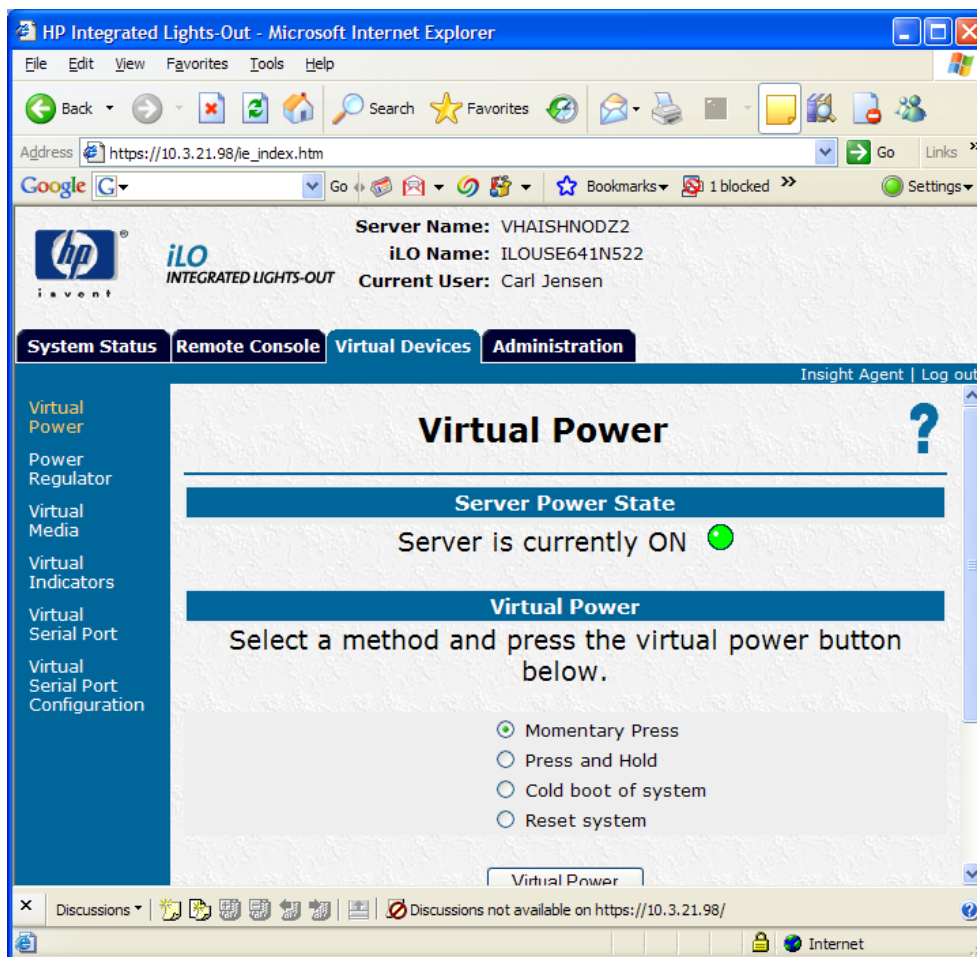 HP Integrated Lights-Out - Microsoft Internet Explorer
File Edit View Favorites Tools Help
Back Search Favorites
Address https://10.3.21.98/ie_index.htm Go Links »
Google G Go Bookmarks 1 blocked » Settings
hp
invent
iLO
INTEGRATED LIGHTS-OUT
Server Name: VHAISHNODZ2
iLO Name: ILOUSE641N522
Current User: Carl Jensen
System Status Remote Console Virtual Devices Administration
Insight Agent | Log out
Virtual
Power
Power
Regulator
Virtual
Media
Virtual
Indicators
Virtual
Serial Port
Virtual
Serial Port
Configuration
Virtual Power
?
Server Power State
Server is currently ON
Virtual Power
Select a method and press the virtual power button
below.
Momentary Press
Press and Hold
Cold boot of system
Reset system
Virtual Power
Discussions Discussions not available on https://10.3.21.98/
Internet